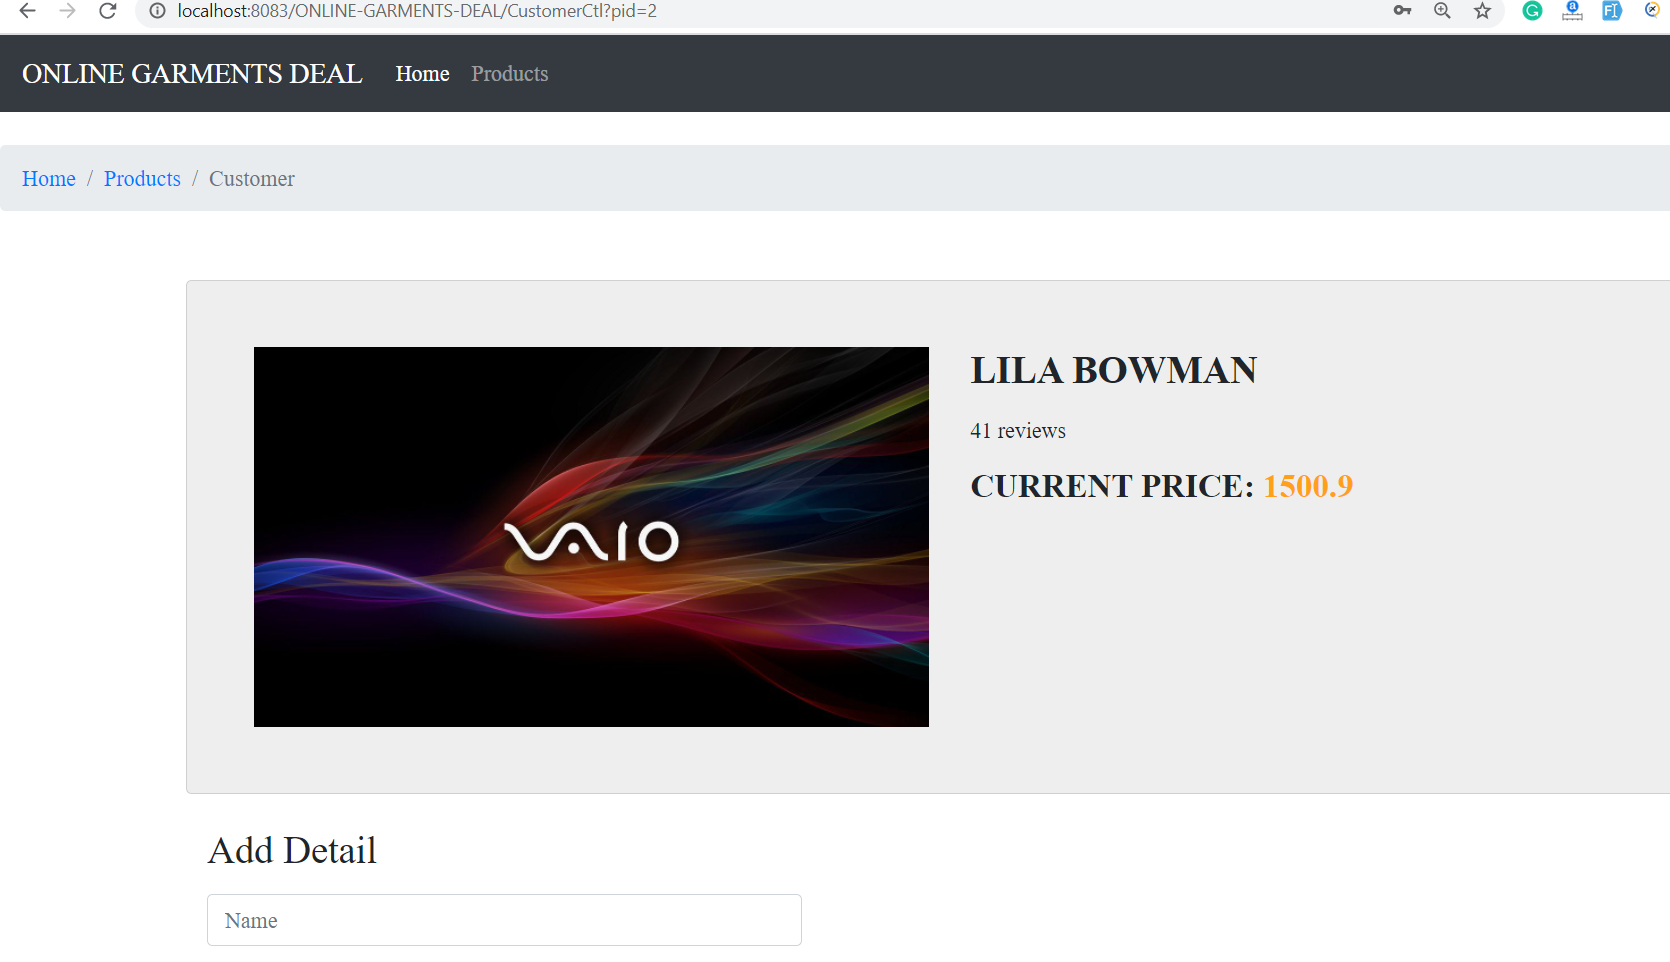 localhost:8083/ONLINE-GARMENTS-DEAL/CustomerCtl?pid=2
ONLINE GARMENTS DEAL Home Products
Home / Products / Customer
VAIO
LILA BOWMAN
41 reviews
CURRENT PRICE: 1500.9
Add Detail
Name